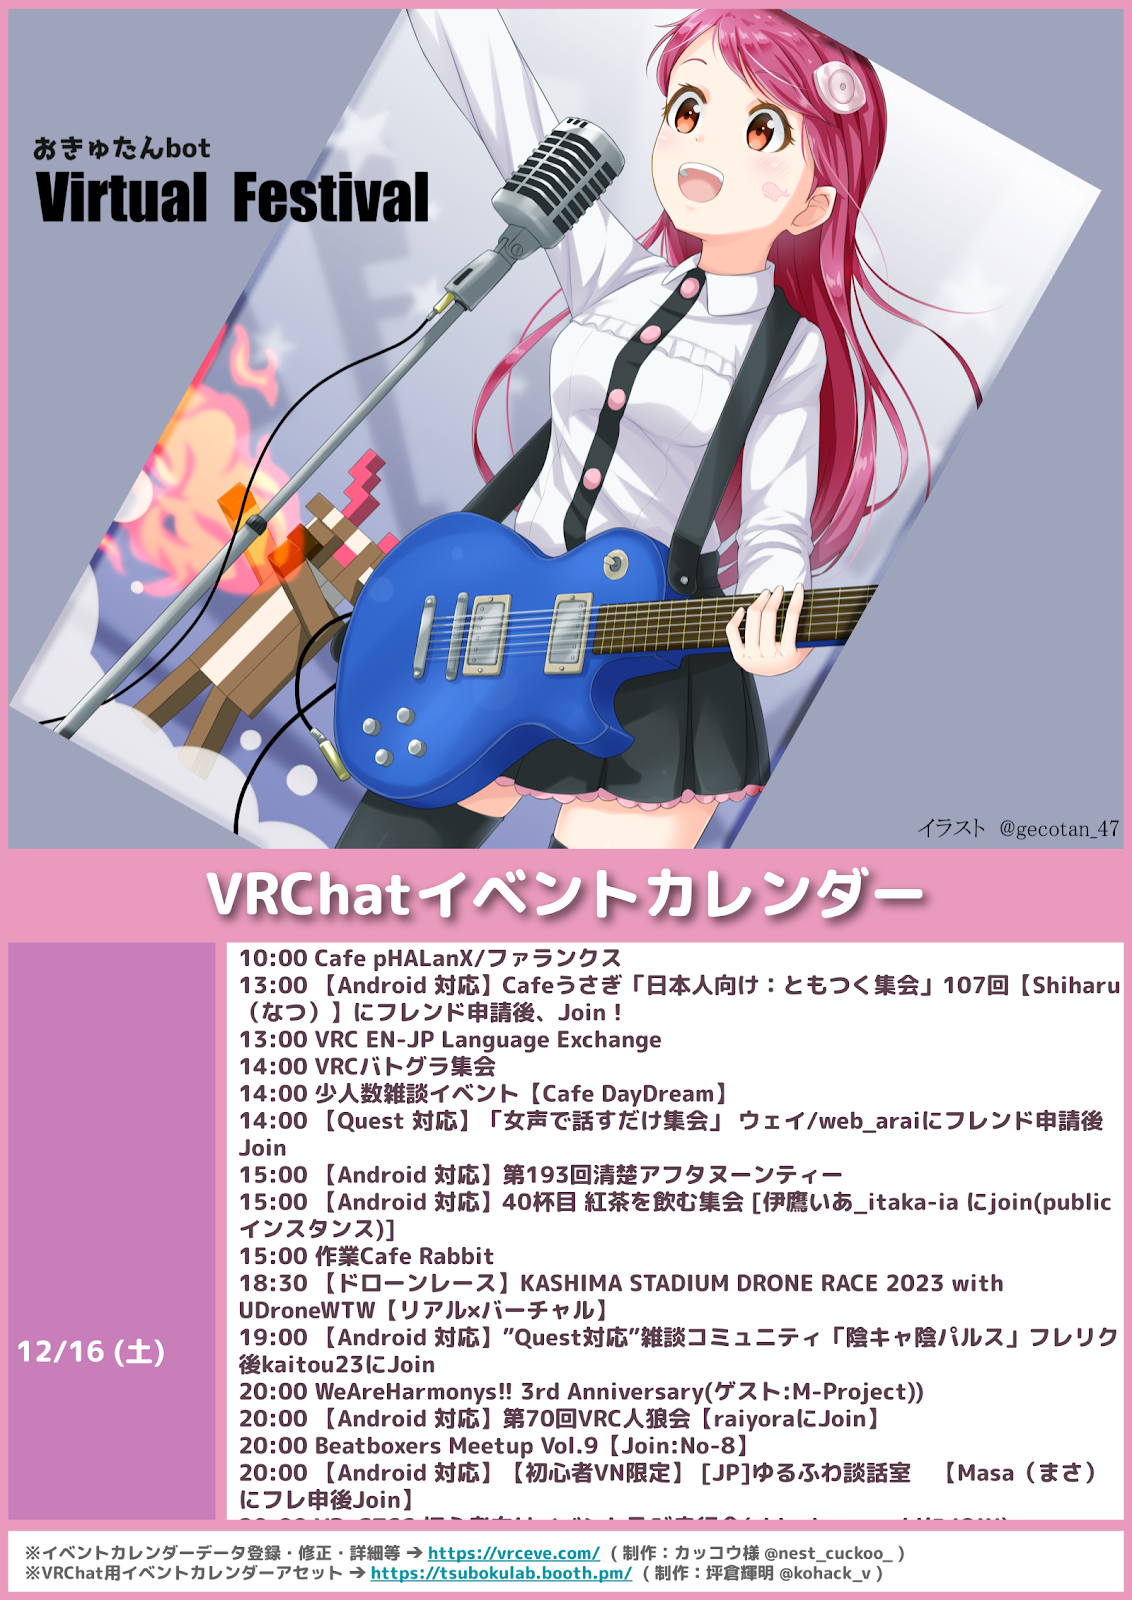 おきゅたんbot
Virtual Festival
イラスト @gecotan_47
VRChatイベントカレンダー
12/16 (土)
10:00 Cafe pHALanX/ファランクス
13:00 【Android 対応】Cafeうさぎ「日本人向け：ともつく集会」107回【Shiharu
（なつ）】にフレンド申請後、Join！
13:00 VRC EN-JP Language Exchange
14:00 VRCバトグラ集会
14:00 少人数雑談イベント【Cafe DayDream】
14:00 【Quest 対応】「女声で話すだけ集会」 ウェイ/web_araiにフレンド申請後
Join
15:00 【Android 対応】第193回清楚アフタヌーンティー
15:00 【Android 対応】40杯目 紅茶を飲む集会 [伊鷹いあ_itaka-ia にjoin(public
インスタンス)]
15:00 作業Cafe Rabbit
18:30 【ドローンレース】KASHIMA STADIUM DRONE RACE 2023 with
UDroneWTW【リアル×バーチャル】
19:00 【Android 対応】”Quest対応”雑談コミュニティ「陰キャ陰パルス」フレリク
後kaitou23にJoin
20:00 WeAreHarmonys!! 3rd Anniversary(ゲスト:M-Project))
20:00 【Android 対応】第70回VRC人狼会【raiyoraにJoin】
20:00 Beatboxers Meetup Vol.9【Join:No-8】
20:00 【Android 対応】【初心者VN限定】 [JP]ゆるふわ談話室　【Masa（まさ）
にフレ申後Join】
※イベントカレンダーデータ登録・修正・詳細等 ➔ https://vrceve.com/ ( 制作：カッコウ様 @nest_cuckoo_ )
※VRChat用イベントカレンダーアセット ➔ https://tsubokulab.booth.pm/ ( 制作：坪倉輝明 @kohack_v )